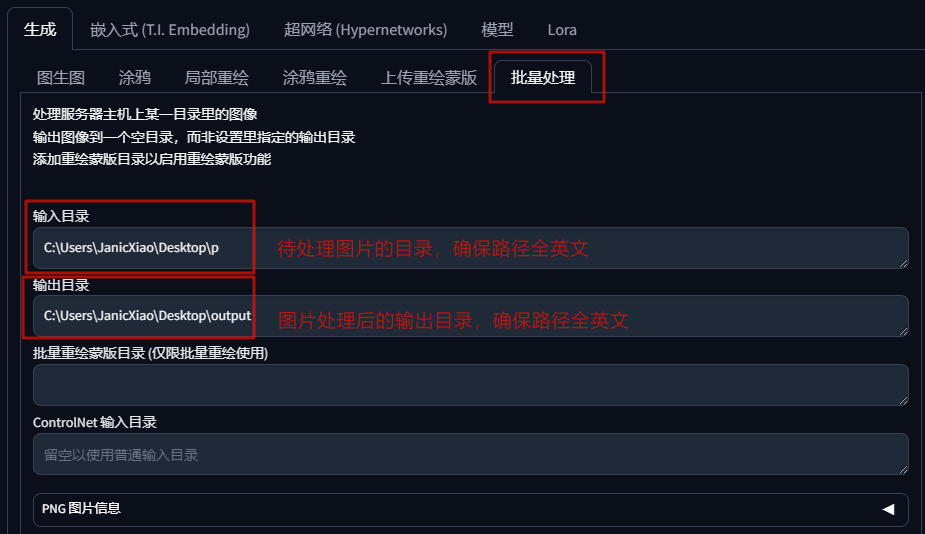 生成 嵌入式 (T.I. Embedding) 超网络 (Hypernetworks) 模型 Lora
图生图 涂鸦 局部重绘 涂鸦重绘 上传重绘蒙版 批量处理
处理服务器主机上某一目录里的图像
输出图像到一个空目录，而非设置里指定的输出目录
添加重绘蒙版目录以启用重绘蒙版功能
输入目录
C:\Users\JanicXiao\Desktop\p 待处理图片的目录，确保路径全英文
输出目录
C:\Users\JanicXiao\Desktop\output 图片处理后的输出目录，确保路径全英文
批量重绘蒙版目录 (仅限批量重绘使用)
ControlNet 输入目录
留空以使用普通输入目录
PNG 图片信息